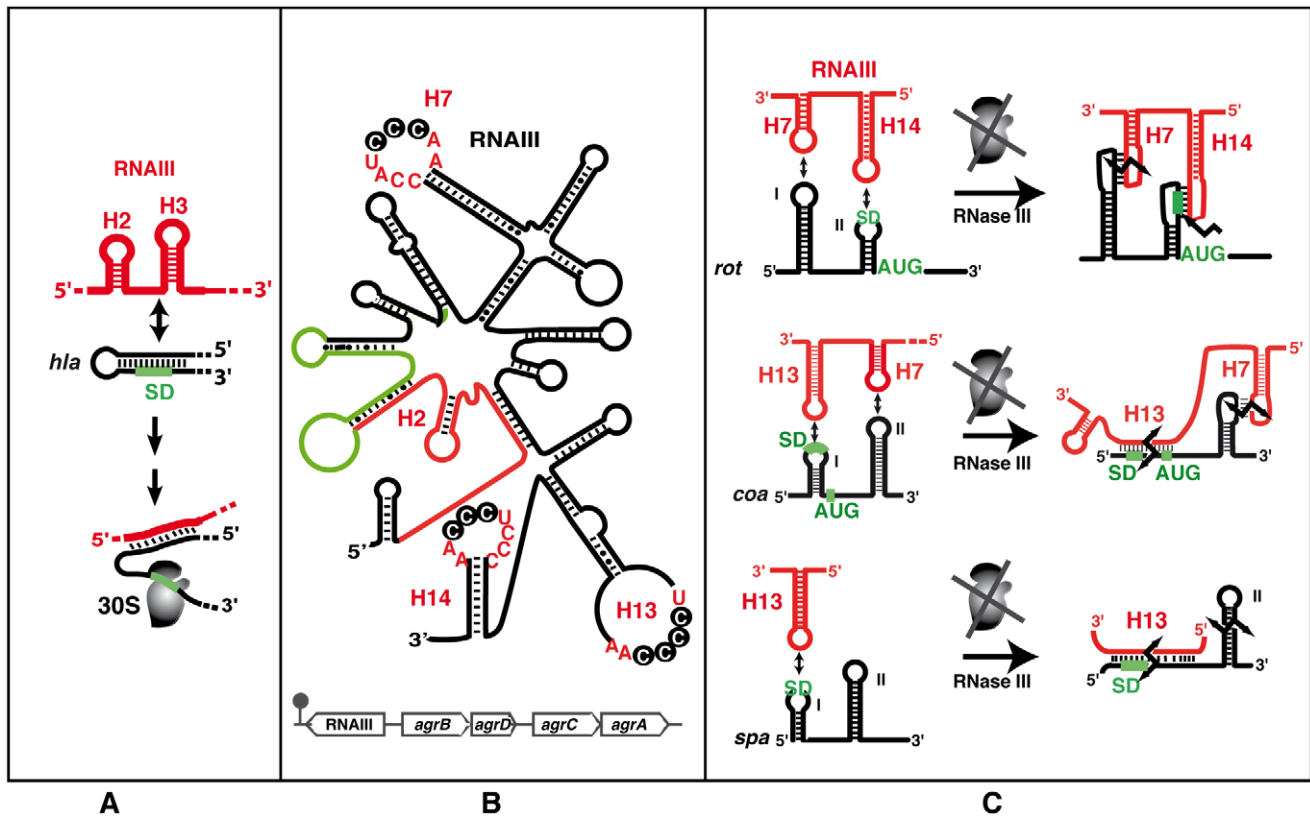 RNAIII
H2 H3
5' 3'
hla 5'
3'
SD
5' 5'
30S 3'
A
H7
C C C A A
U A C C
RNAIII
H2
5'
A A C C C U C C C
H14
3'
H13
U C C C C A A
RNAIII agrB agrD agrC agrA
B
RNAIII
3' 5'
H7 H14
I
II SD
rot 5' AUG 3'
RNase III
3' 5'
H7 H14
AUG
3' 5'
H13 H7
SD I II
coa 5' 3'
AUG
RNase III
5'
3' H13 H7
5' 3'
SD AUG
3' 5'
H13
SD I II
spa 5' 3'
RNase III
II
3' H13 5'
5' 3'
SD
C